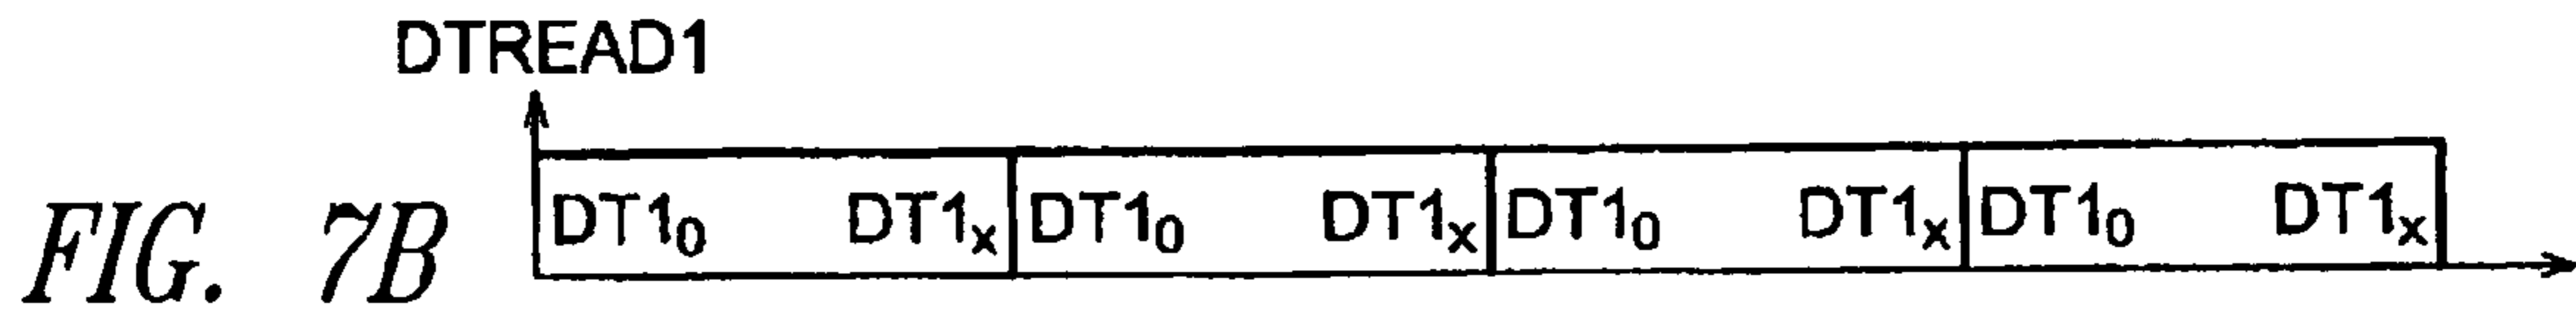 DTREAD1
FIG. 7B
DT1₀ DT1ₓ DT1₀ DT1ₓ DT1₀ DT1ₓ DT1₀ DT1ₓ